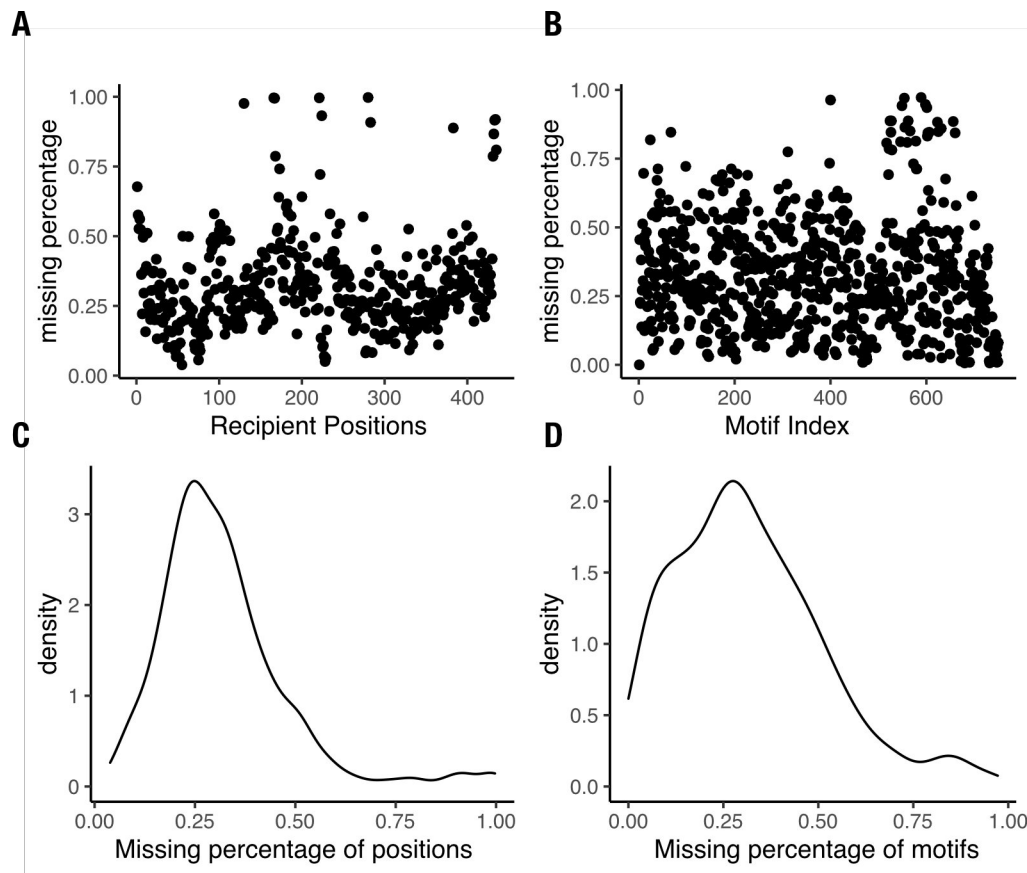 A
missing percentage
1.00
0.75
0.50
0.25
0.00
0 100 200 300 400
Recipient Positions
B
missing percentage
1.00
0.75
0.50
0.25
0.00
0 200 400 600
Motif Index
C
density
3
2
1
0
0.00 0.25 0.50 0.75 1.00
Missing percentage of positions
D
density
2.0
1.5
1.0
0.5
0.0
0.00 0.25 0.50 0.75 1.00
Missing percentage of motifs